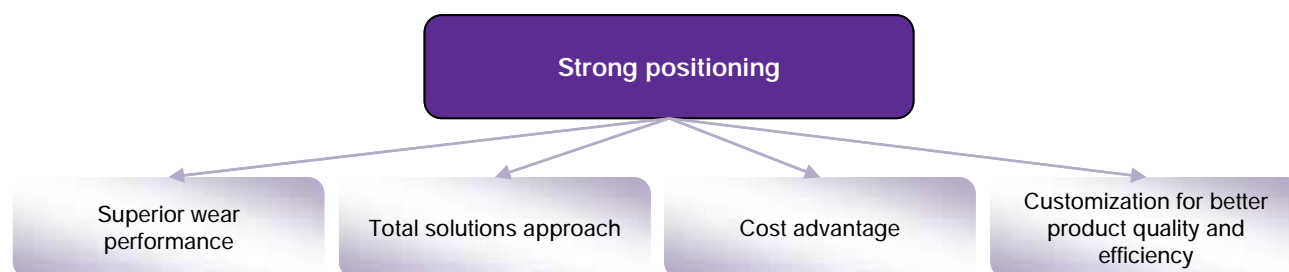 Strong positioning
Superior wear
performance
Total solutions approach
Cost advantage
Customization for better
product quality and
efficiency